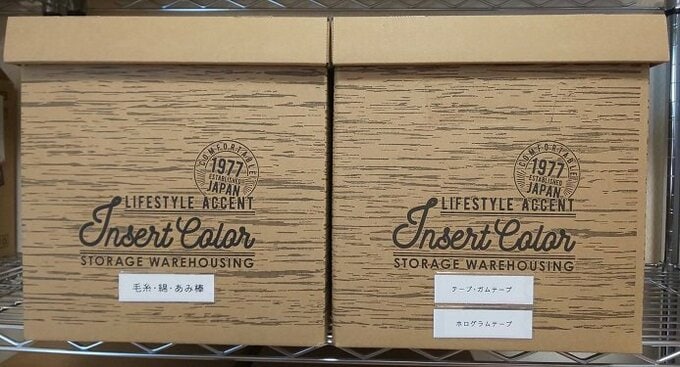 COMFORTABLE
1977
ESTABLISHED
JAPAN
LIFESTYLE ACCENT
Insert Color
STORAGE WAREHOUSING
毛糸・綿・あみ棒
COMFORTABLE
1977
ESTABLISHED
JAPAN
LIFESTYLE ACCENT
Insert Color
STORAGE WAREHOUSING
テープ・ガムテープ
ホログラムテープ